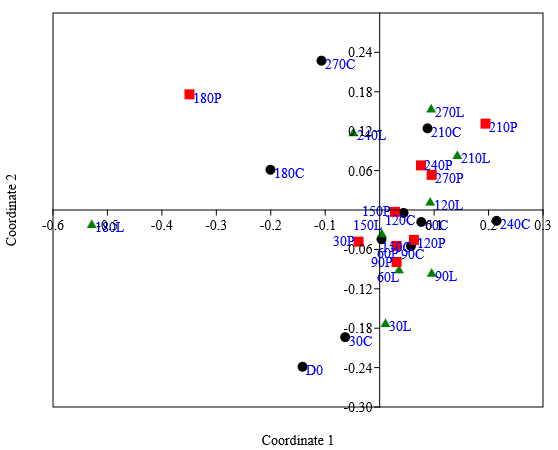 0.24
270C
0.18
180P
270L
210P
210C
0.12
240L
210L
0.06
240P
180C
270P
120L
150P
-0.6
-0.5
-0.4
-0.3
-0.2
-0.1
0.2
0.3
180L
120C
240C
150L
30P
120P
-0.06
60P
90C
90P
60L
90L
-0.12
-0.18
30L
30C
-0.24
D0
-0.30
Coordinate 1
Coordinate 2